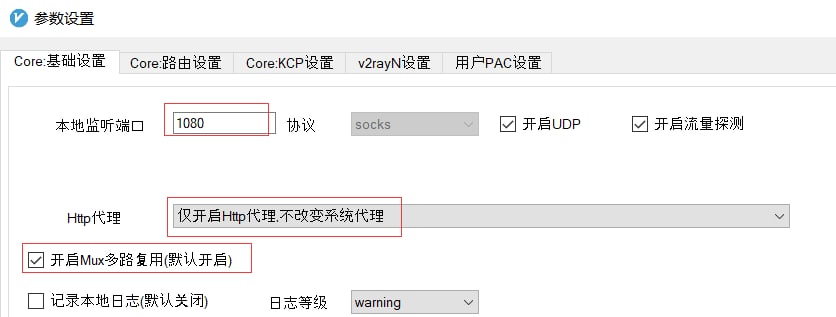 参数设置
Core:基础设置 Core:路由设置 Core:KCP设置 v2rayN设置 用户PAC设置
本地监听端口 1080 协议 socks 开启UDP 开启流量探测
Http代理 仅开启Http代理,不改变系统代理
开启Mux多路复用(默认开启)
记录本地日志(默认关闭) 日志等级 warning